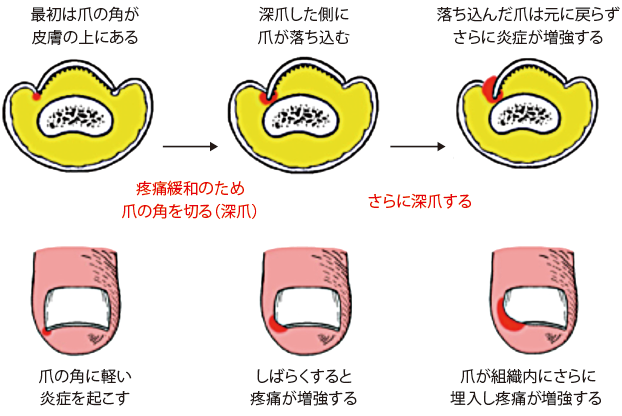 最初は爪の角が
皮膚の上にある
深爪した側に
爪が落ち込む
落ち込んだ爪は元に戻らず
さらに炎症が増強する
疼痛緩和のため
爪の角を切る(深爪)
さらに深爪する
爪の角に軽い
炎症を起こす
しばらくすると
疼痛が増強する
爪が組織内にさらに
埋入し疼痛が増強する